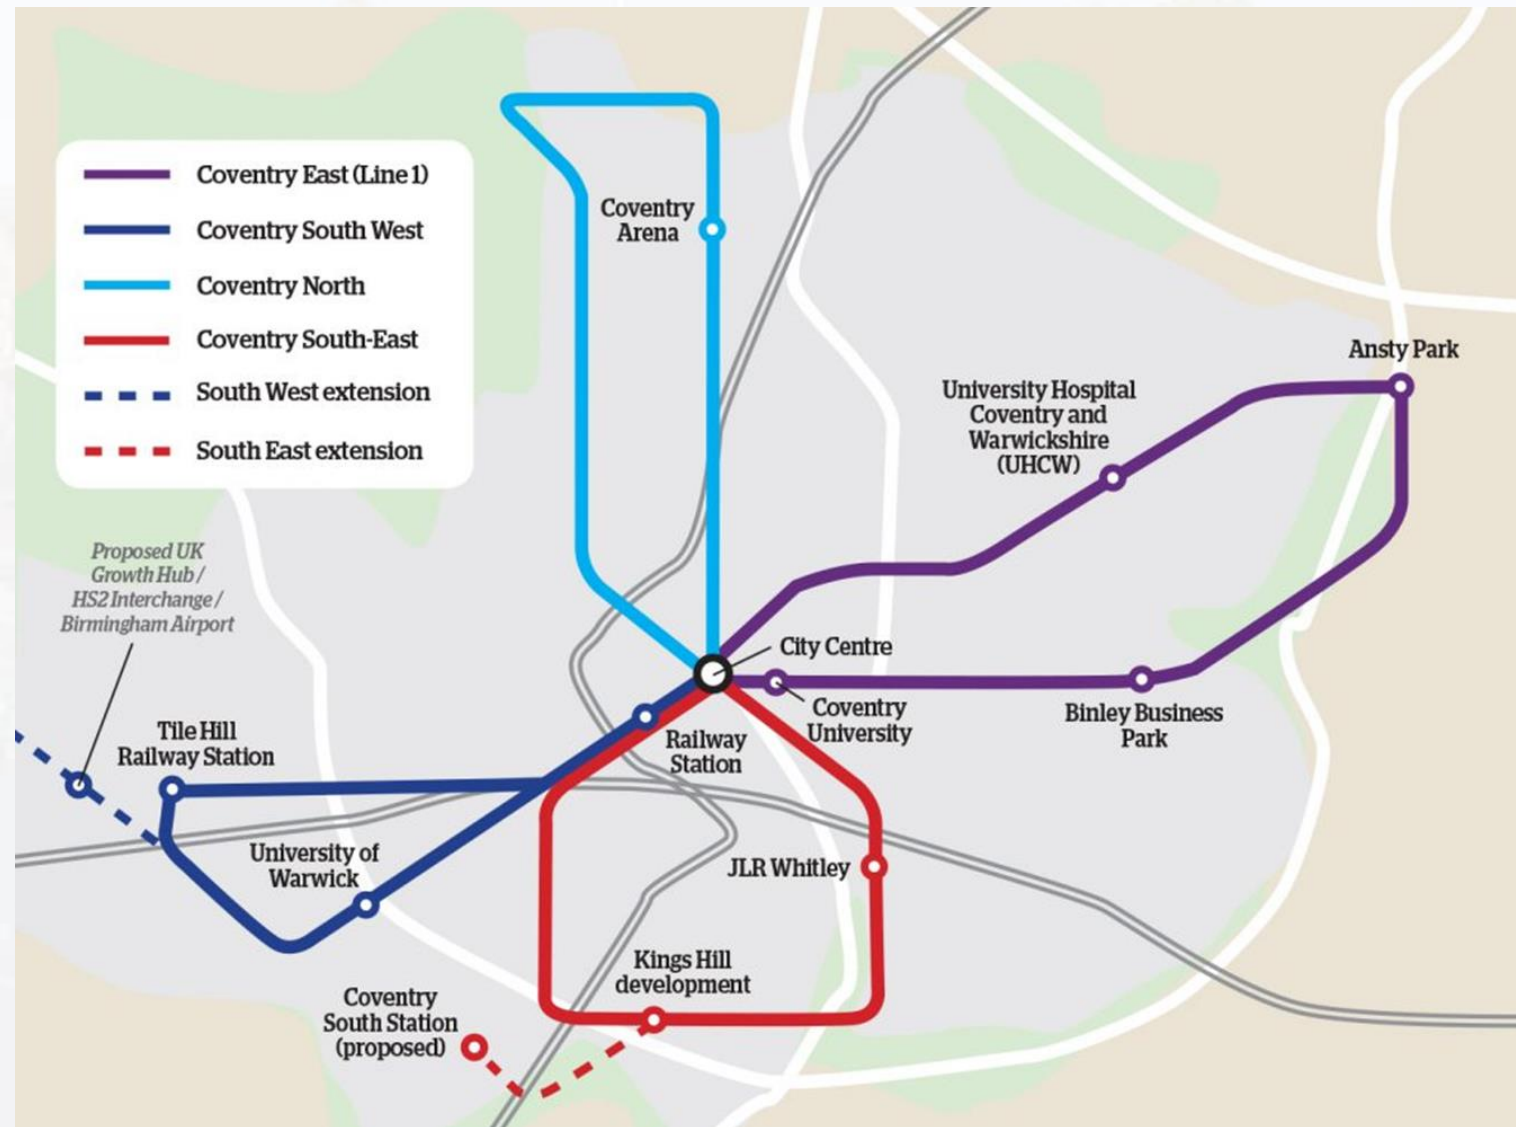 Coventry East (Line 1)
Coventry South West
Coventry North
Coventry South-East
South West extension
South East extension
Coventry
Arena
Ansty Park
University Hospital
Coventry and
Warwickshire
(UHCW)
Proposed UK
Growth Hub /
HS2 Interchange /
Birmingham Airport
City Centre
Coventry
University
Binley Business
Park
Railway
Station
Tile Hill
Railway Station
University of
Warwick
JLR Whitley
Kings Hill
development
Coventry
South Station
(proposed)